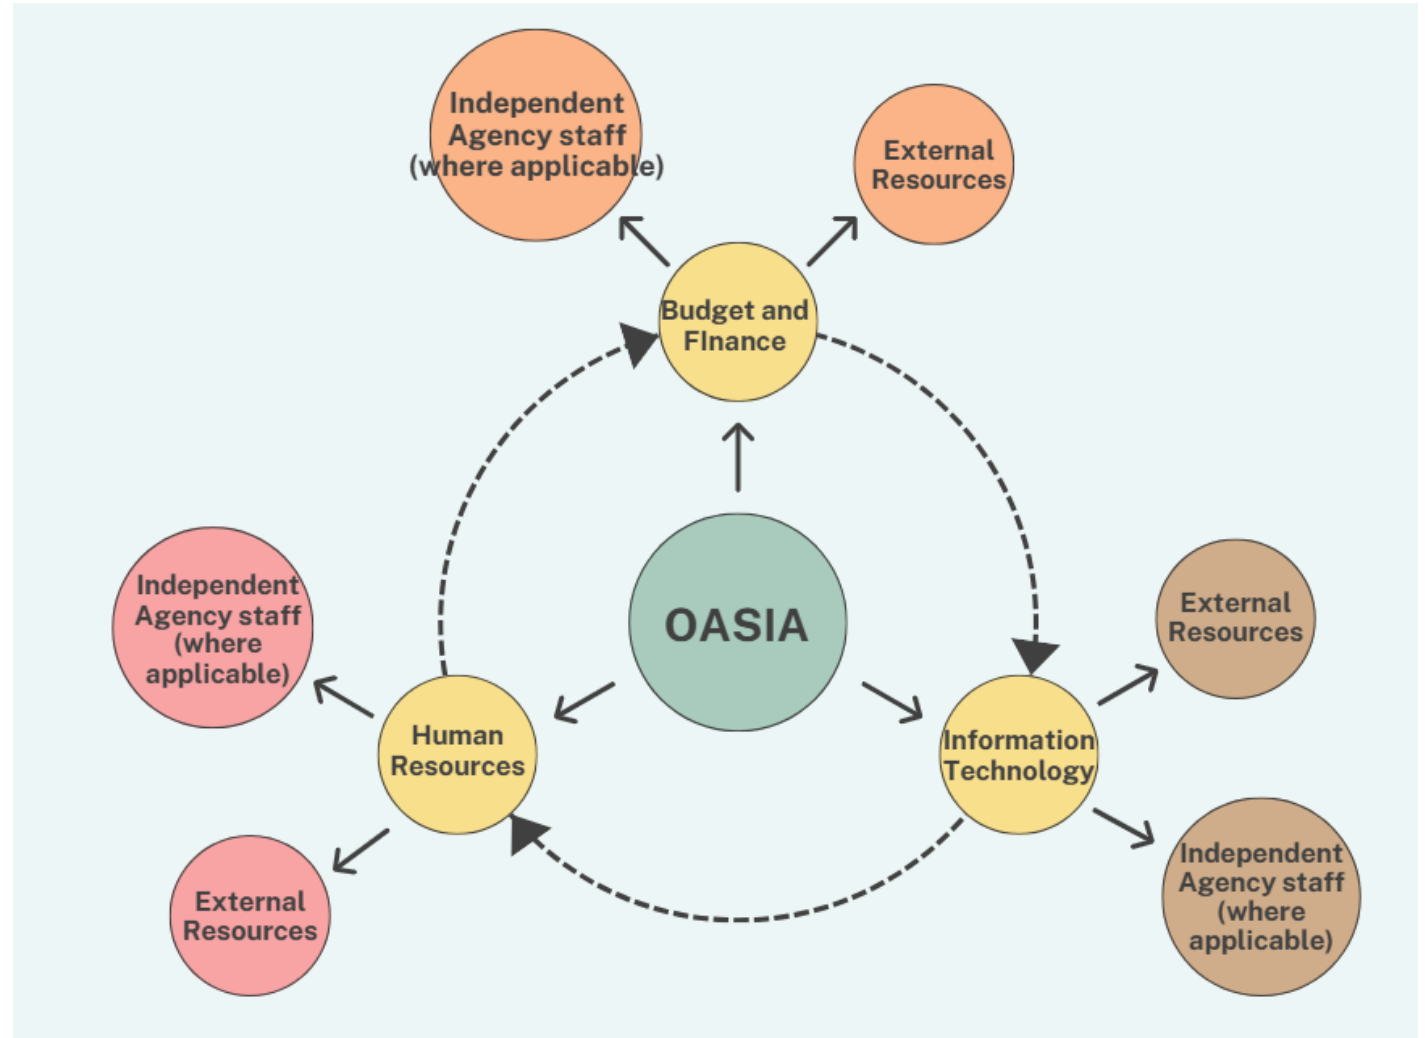 Independent
Agency staff
(where applicable)
External
Resources
Budget and
FInance
OASIA
Independent
Agency staff
(where
applicable)
Human
Resources
External
Resources
External
Resources
Information
Technology
Independent
Agency staff
(where
applicable)